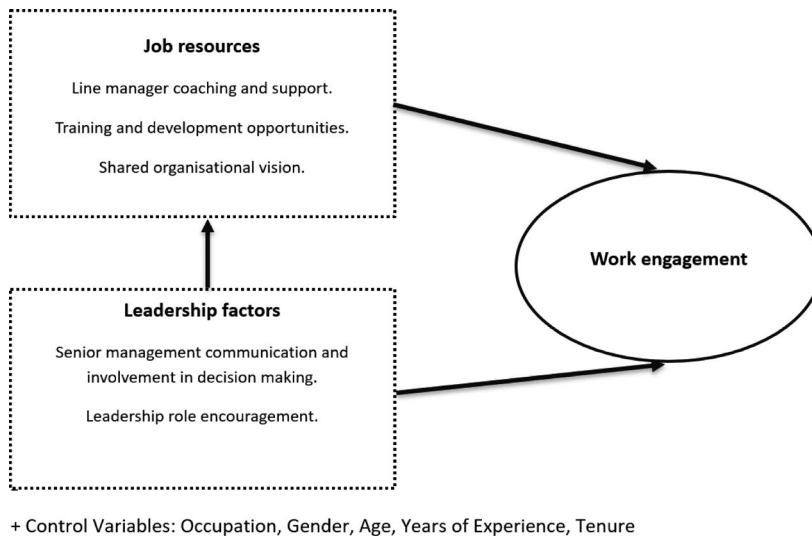 Job resources
Line manager coaching and support.
Training and development opportunities.
Shared organisational vision.
Work engagement
Leadership factors
Senior management communication and
involvement in decision making.
Leadership role encouragement.
+ Control Variables: Occupation, Gender, Age, Years of Experience, Tenure